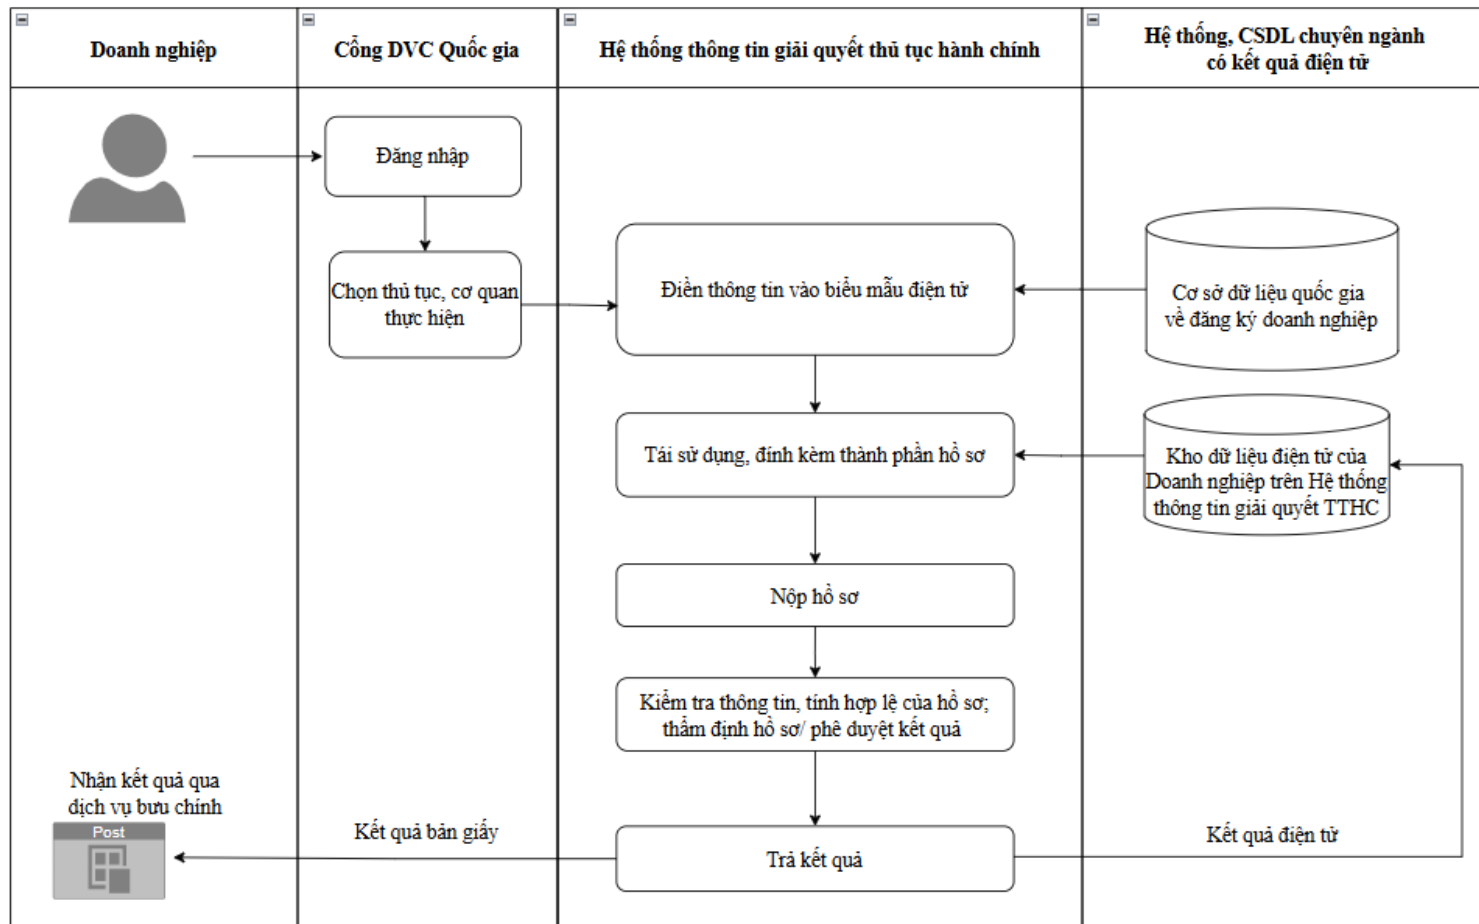 Doanh nghiệp
Cổng DVC Quốc gia
Hệ thống thông tin giải quyết thủ tục hành chính
Hệ thống, CSDL chuyên ngành
có kết quả điện tử
Đăng nhập
Chọn thủ tục, cơ quan
thực hiện
Điền thông tin vào biểu mẫu điện tử
Cơ sở dữ liệu quốc gia
về đăng ký doanh nghiệp
Tái sử dụng, đính kèm thành phần hồ sơ
Kho dữ liệu điện tử của
Doanh nghiệp trên Hệ thống
thông tin giải quyết TTHC
Nộp hồ sơ
Kiểm tra thông tin, tính hợp lệ của hồ sơ;
thẩm định hồ sơ/ phê duyệt kết quả
Nhận kết quả qua
dịch vụ bưu chính
Post
Kết quả bản giấy
Trả kết quả
Kết quả điện tử